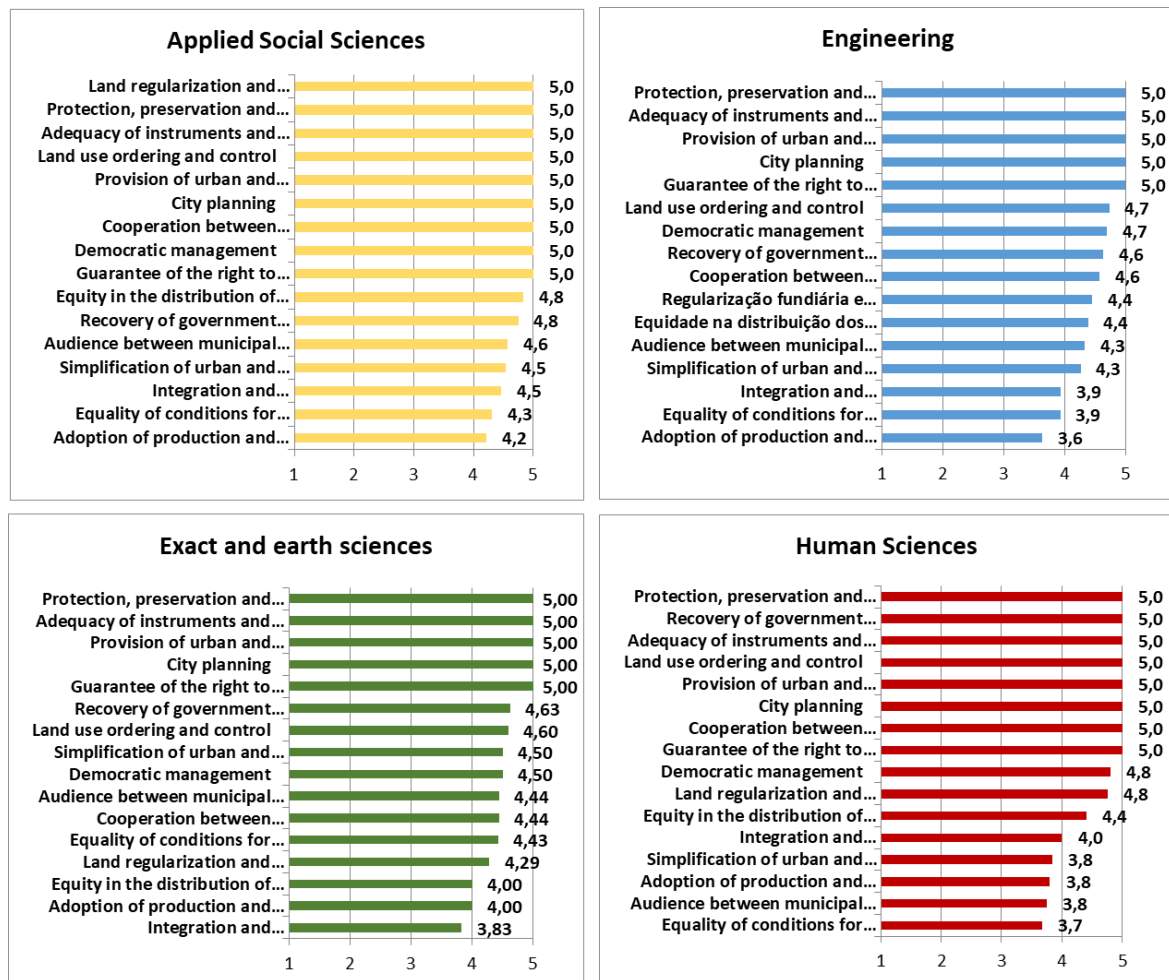 Applied Social Sciences
Land regularization and... 5,0
Protection, preservation and... 5,0
Adequacy of instruments and... 5,0
Land use ordering and control 5,0
Provision of urban and... 5,0
City planning 5,0
Cooperation between... 5,0
Democratic management 5,0
Guarantee of the right to... 5,0
Equity in the distribution of... 4,8
Recovery of government... 4,8
Audience between municipal... 4,6
Simplification of urban and... 4,5
Integration and... 4,5
Equality of conditions for... 4,3
Adoption of production and... 4,2
1 2 3 4 5
Engineering
Protection, preservation and... 5,0
Adequacy of instruments and... 5,0
Provision of urban and... 5,0
City planning 5,0
Guarantee of the right to... 5,0
Land use ordering and control 4,7
Democratic management 4,7
Recovery of government... 4,6
Cooperation between... 4,6
Regularização fundiária e... 4,4
Equidade na distribuição dos... 4,4
Audience between municipal... 4,3
Simplification of urban and... 4,3
Integration and... 3,9
Equality of conditions for... 3,9
Adoption of production and... 3,6
1 2 3 4 5
Exact and earth sciences
Protection, preservation and... 5,00
Adequacy of instruments and... 5,00
Provision of urban and... 5,00
City planning 5,00
Guarantee of the right to... 5,00
Recovery of government... 4,63
Land use ordering and control 4,60
Simplification of urban and... 4,50
Democratic management 4,50
Audience between municipal... 4,44
Cooperation between... 4,44
Equality of conditions for... 4,43
Land regularization and... 4,29
Equity in the distribution of... 4,00
Adoption of production and... 4,00
Integration and... 3,83
1 2 3 4 5
Human Sciences
Protection, preservation and... 5,0
Recovery of government... 5,0
Adequacy of instruments and... 5,0
Land use ordering and control 5,0
Provision of urban and... 5,0
City planning 5,0
Cooperation between... 5,0
Guarantee of the right to... 5,0
Democratic management 4,8
Land regularization and... 4,8
Equity in the distribution of... 4,4
Integration and... 4,0
Simplification of urban and... 3,8
Adoption of production and... 3,8
Audience between municipal... 3,8
Equality of conditions for... 3,7
1 2 3 4 5